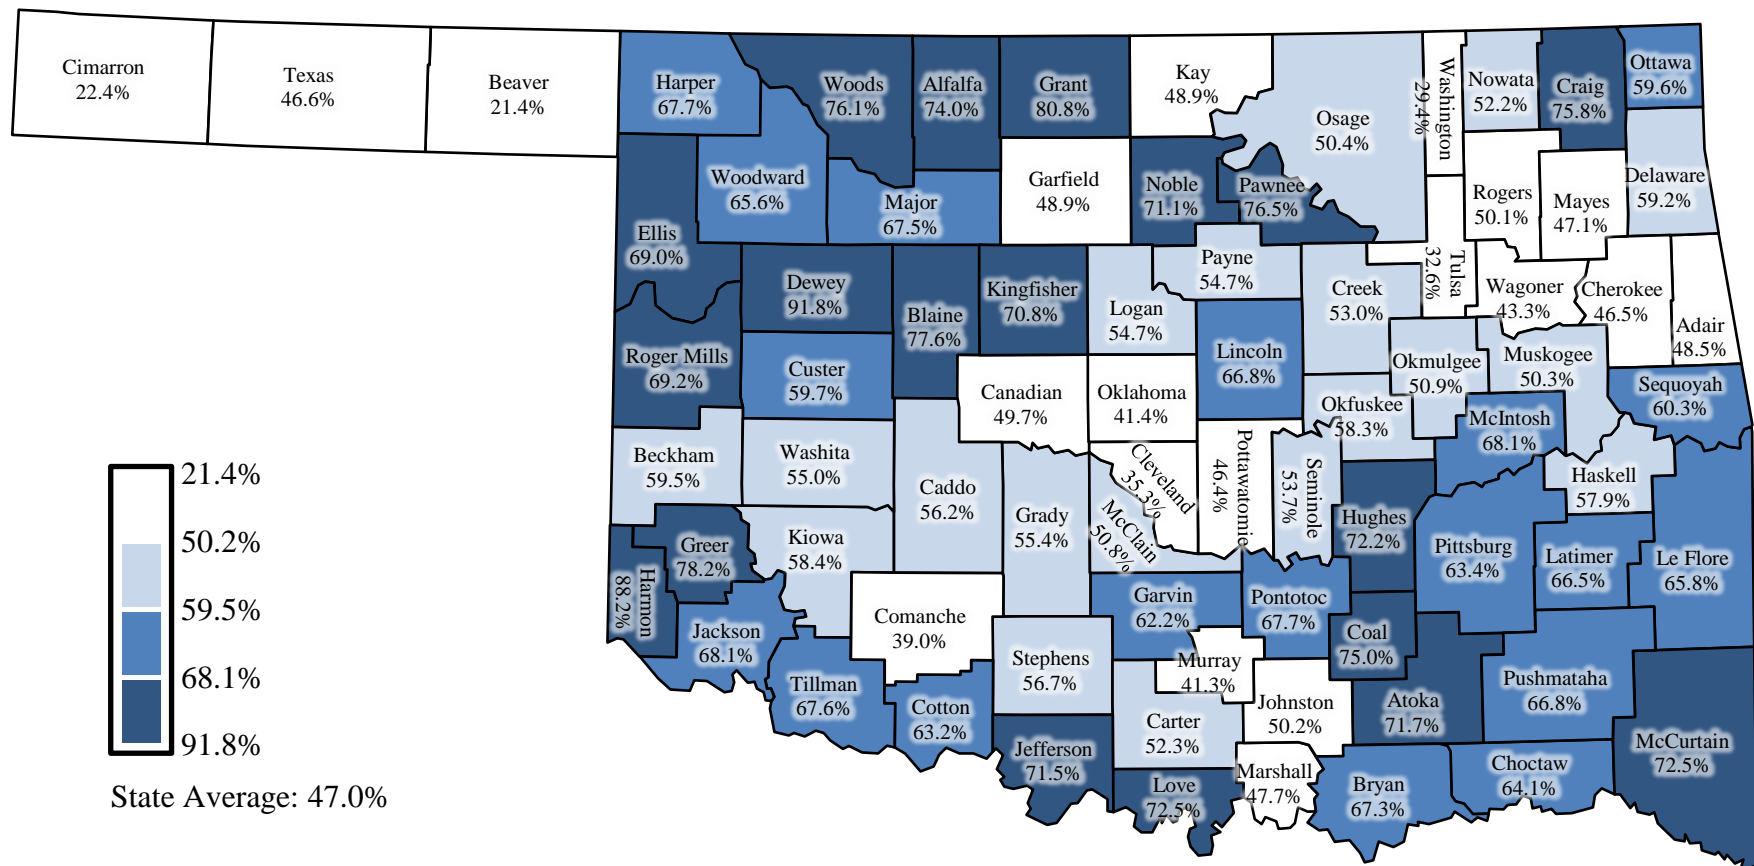 Cimarron
22.4%
Texas
46.6%
Beaver
21.4%
Harper
67.7%
Woods
76.1%
Alfalfa
74.0%
Grant
80.8%
Kay
48.9%
Osage
50.4%
Washington
29.4%
Nowata
52.2%
Craig
75.8%
Ottawa
59.6%
Woodward
65.6%
Major
67.5%
Garfield
48.9%
Noble
71.1%
Pawnee
76.5%
Rogers
50.1%
Mayes
47.1%
Delaware
59.2%
Ellis
69.0%
Dewey
91.8%
Blaine
77.6%
Kingfisher
70.8%
Logan
54.7%
Payne
54.7%
Creek
53.0%
Tulsa
32.6%
Wagoner
43.3%
Cherokee
46.5%
Adair
48.5%
Roger Mills
69.2%
Custer
59.7%
Canadian
49.7%
Oklahoma
41.4%
Lincoln
66.8%
Okmulgee
50.9%
Muskogee
50.3%
Sequoyah
60.3%
Okfuskee
58.3%
McIntosh
68.1%
Beckham
59.5%
Washita
55.0%
Caddo
56.2%
Grady
55.4%
Cleveland
35.3%
McClain
50.8%
Pottawatomie
46.4%
Seminole
53.7%
Hughes
72.2%
Haskell
57.9%
Pittsburg
63.4%
Latimer
66.5%
Le Flore
65.8%
Greer
78.2%
Kiowa
58.4%
Harmon
88.2%
Jackson
68.1%
Comanche
39.0%
Garvin
62.2%
Pontotoc
67.7%
Coal
75.0%
Tillman
67.6%
Cotton
63.2%
Stephens
56.7%
Murray
41.3%
Johnston
50.2%
Atoka
71.7%
Pushmataha
66.8%
Carter
52.3%
Jefferson
71.5%
Love
72.5%
Marshall
47.7%
Bryan
67.3%
Choctaw
64.1%
McCurtain
72.5%
21.4%
50.2%
59.5%
68.1%
91.8%
State Average: 47.0%